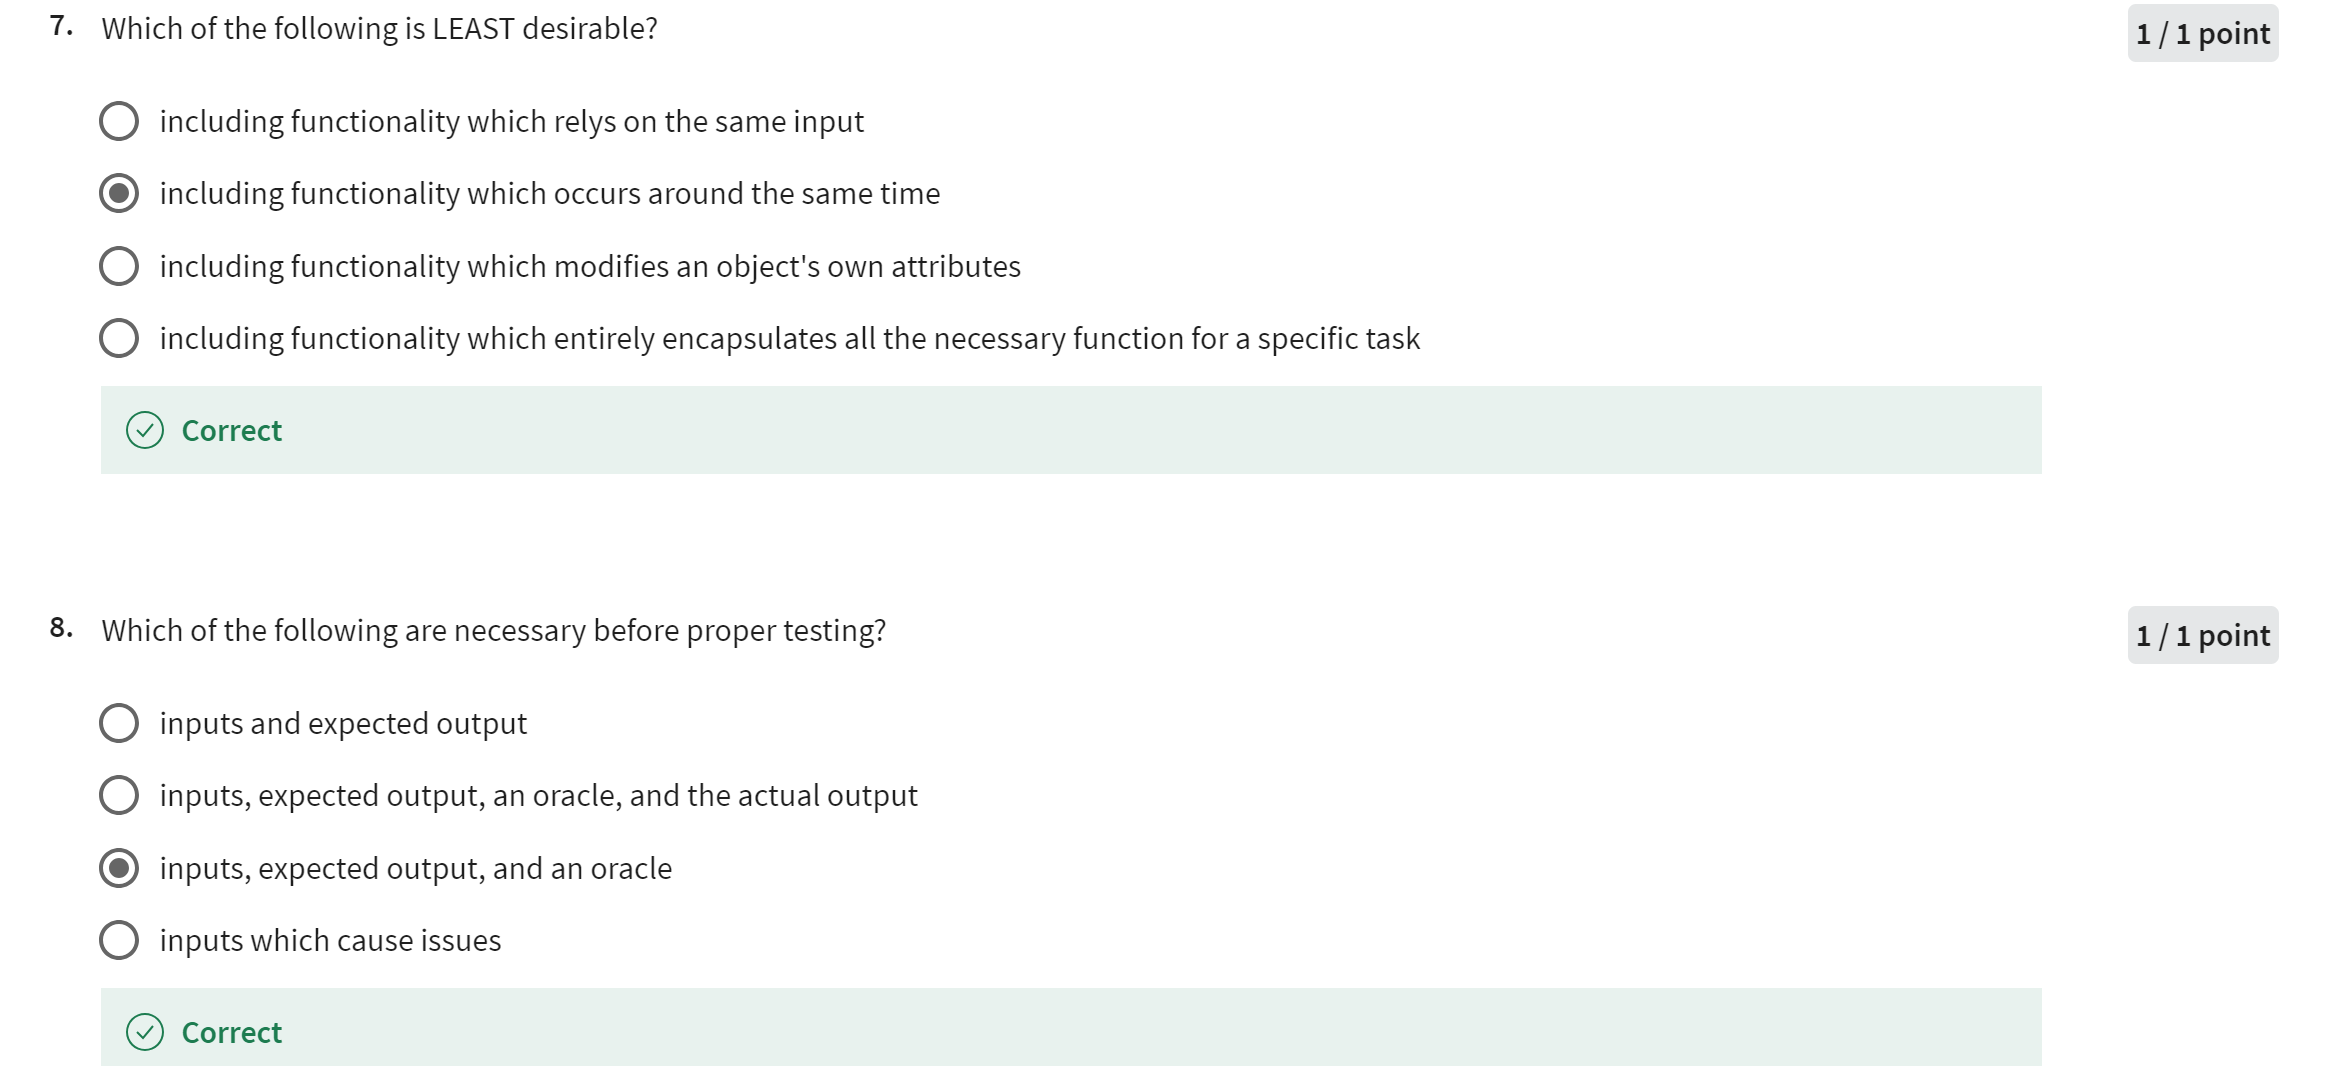 7. Which of the following is LEAST desirable?
1 / 1 point
including functionality which relys on the same input
including functionality which occurs around the same time
including functionality which modifies an object's own attributes
including functionality which entirely encapsulates all the necessary function for a specific task
Correct
8. Which of the following are necessary before proper testing?
1 / 1 point
inputs and expected output
inputs, expected output, an oracle, and the actual output
inputs, expected output, and an oracle
inputs which cause issues
Correct